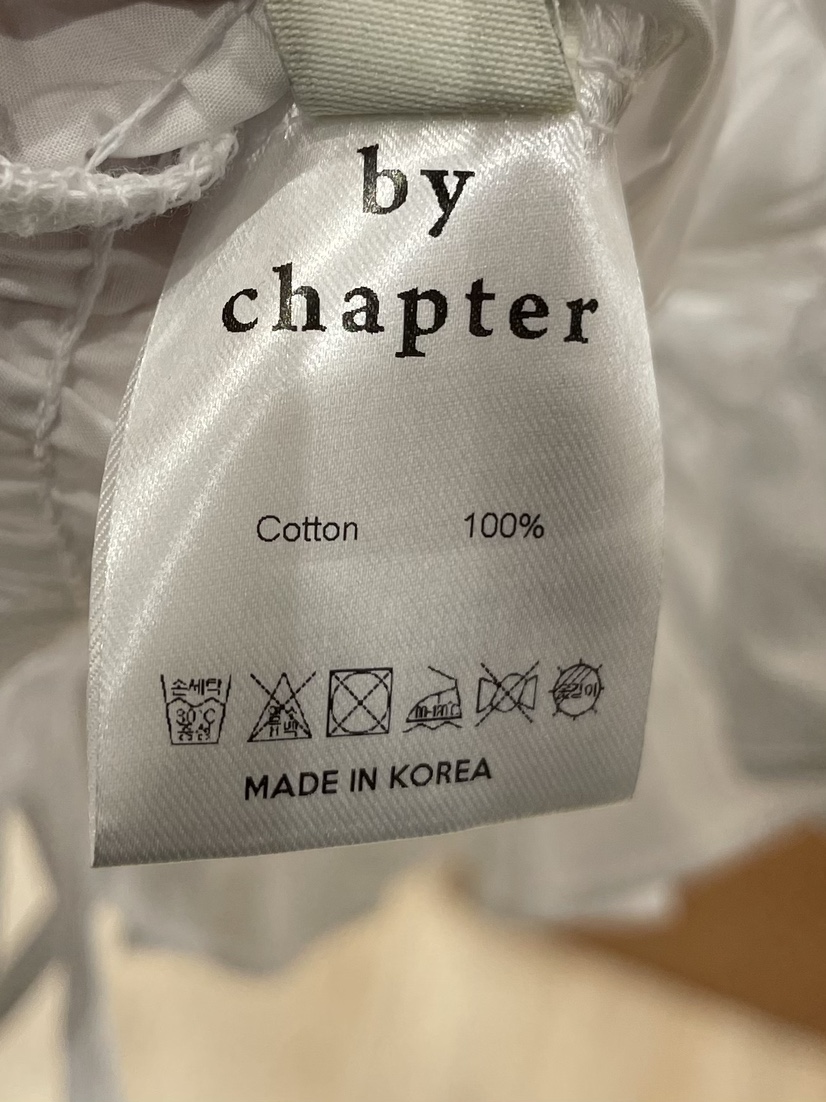 by
chapter
Cotton 100%
손세탁
30°C
중성
MADE IN KOREA